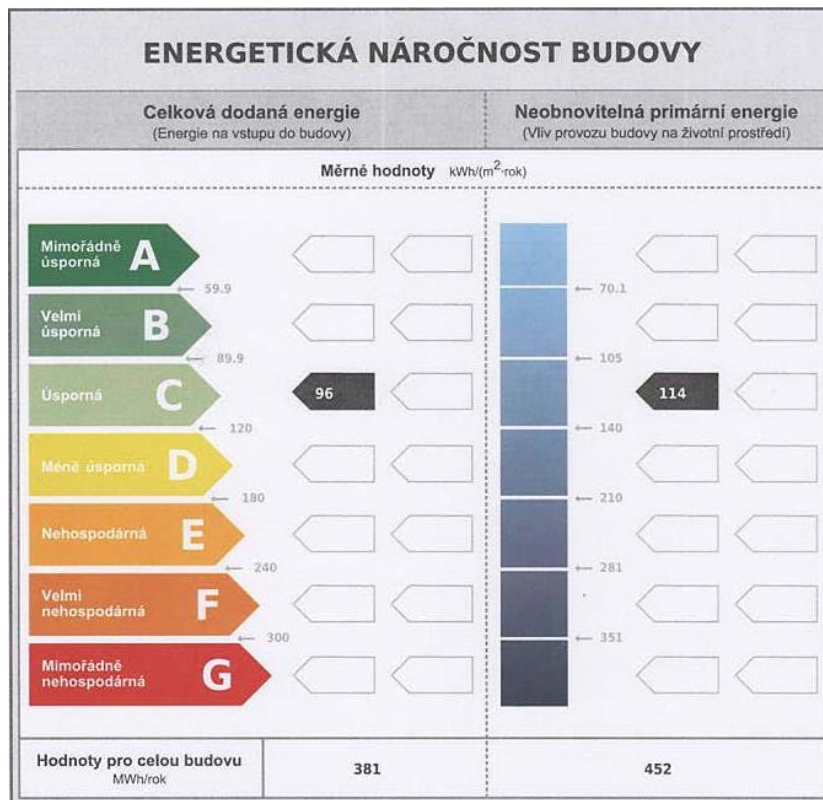 ENERGETICKÁ NÁROČNOST BUDOVY
Celková dodaná energie
(Energie na vstupu do budovy)
Neobnovitelná primární energie
(Vliv provozu budovy na životní prostředí)
Měrné hodnoty kWh/(m²·rok)
Mimořádně
úsporná
A
59.9
70.1
Velmi
úsporná
B
89.9
105
Úsporná
C
96
114
120
140
Méně úsporná
D
180
210
Nehospodárná
E
240
281
Velmi
nehospodárná
F
300
351
Mimořádně
nehospodárná
G
Hodnoty pro celou budovu
MWh/rok
381
452